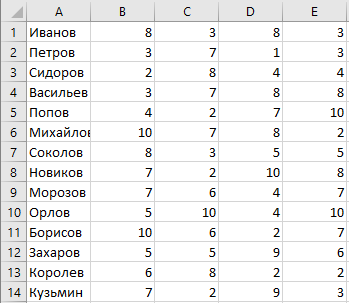 A B C D E
1 Иванов 8 3 8 3
2 Петров 3 7 1 3
3 Сидоров 2 8 4 4
4 Васильев 3 7 8 8
5 Попов 4 2 7 10
6 Михайлов 10 7 8 2
7 Соколов 8 3 5 5
8 Новиков 7 2 10 8
9 Морозов 7 6 4 7
10 Орлов 5 10 4 10
11 Борисов 10 6 2 7
12 Захаров 5 5 9 6
13 Королев 6 8 2 2
14 Кузьмин 7 2 9 3